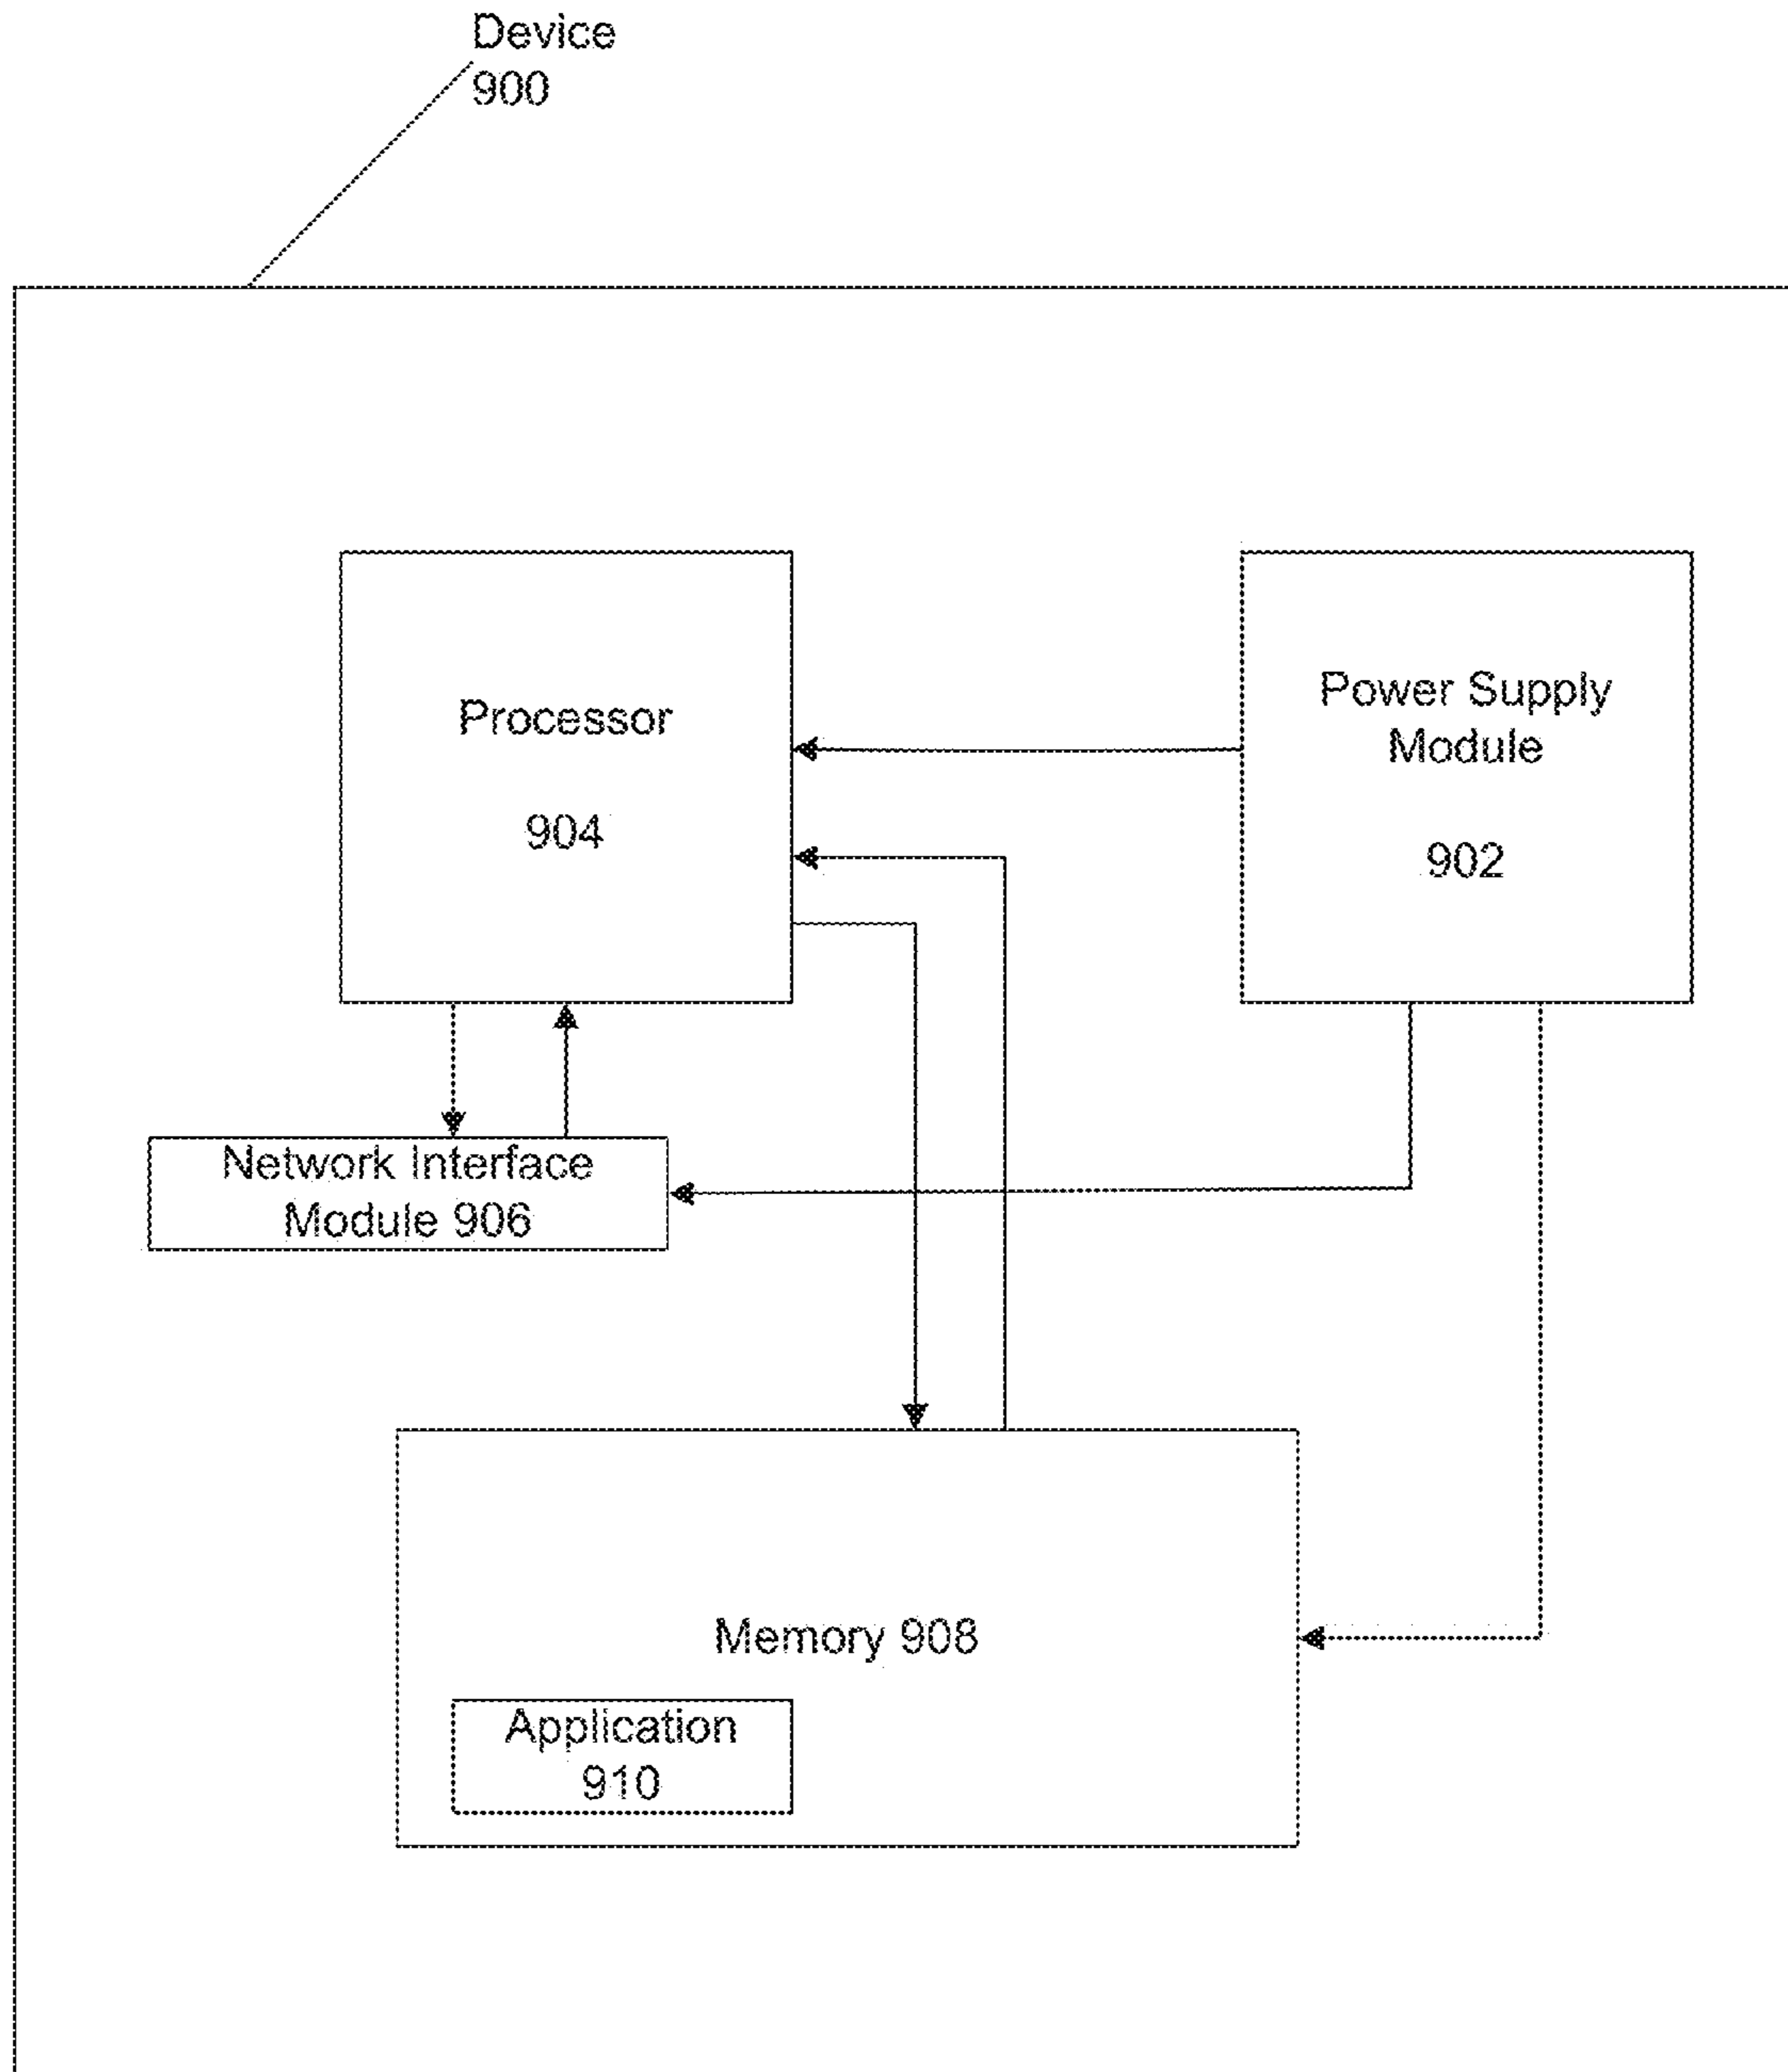 Device
900
Processor
904
Power Supply
Module
902
Network Interface
Module 906
Memory 908
Application
910